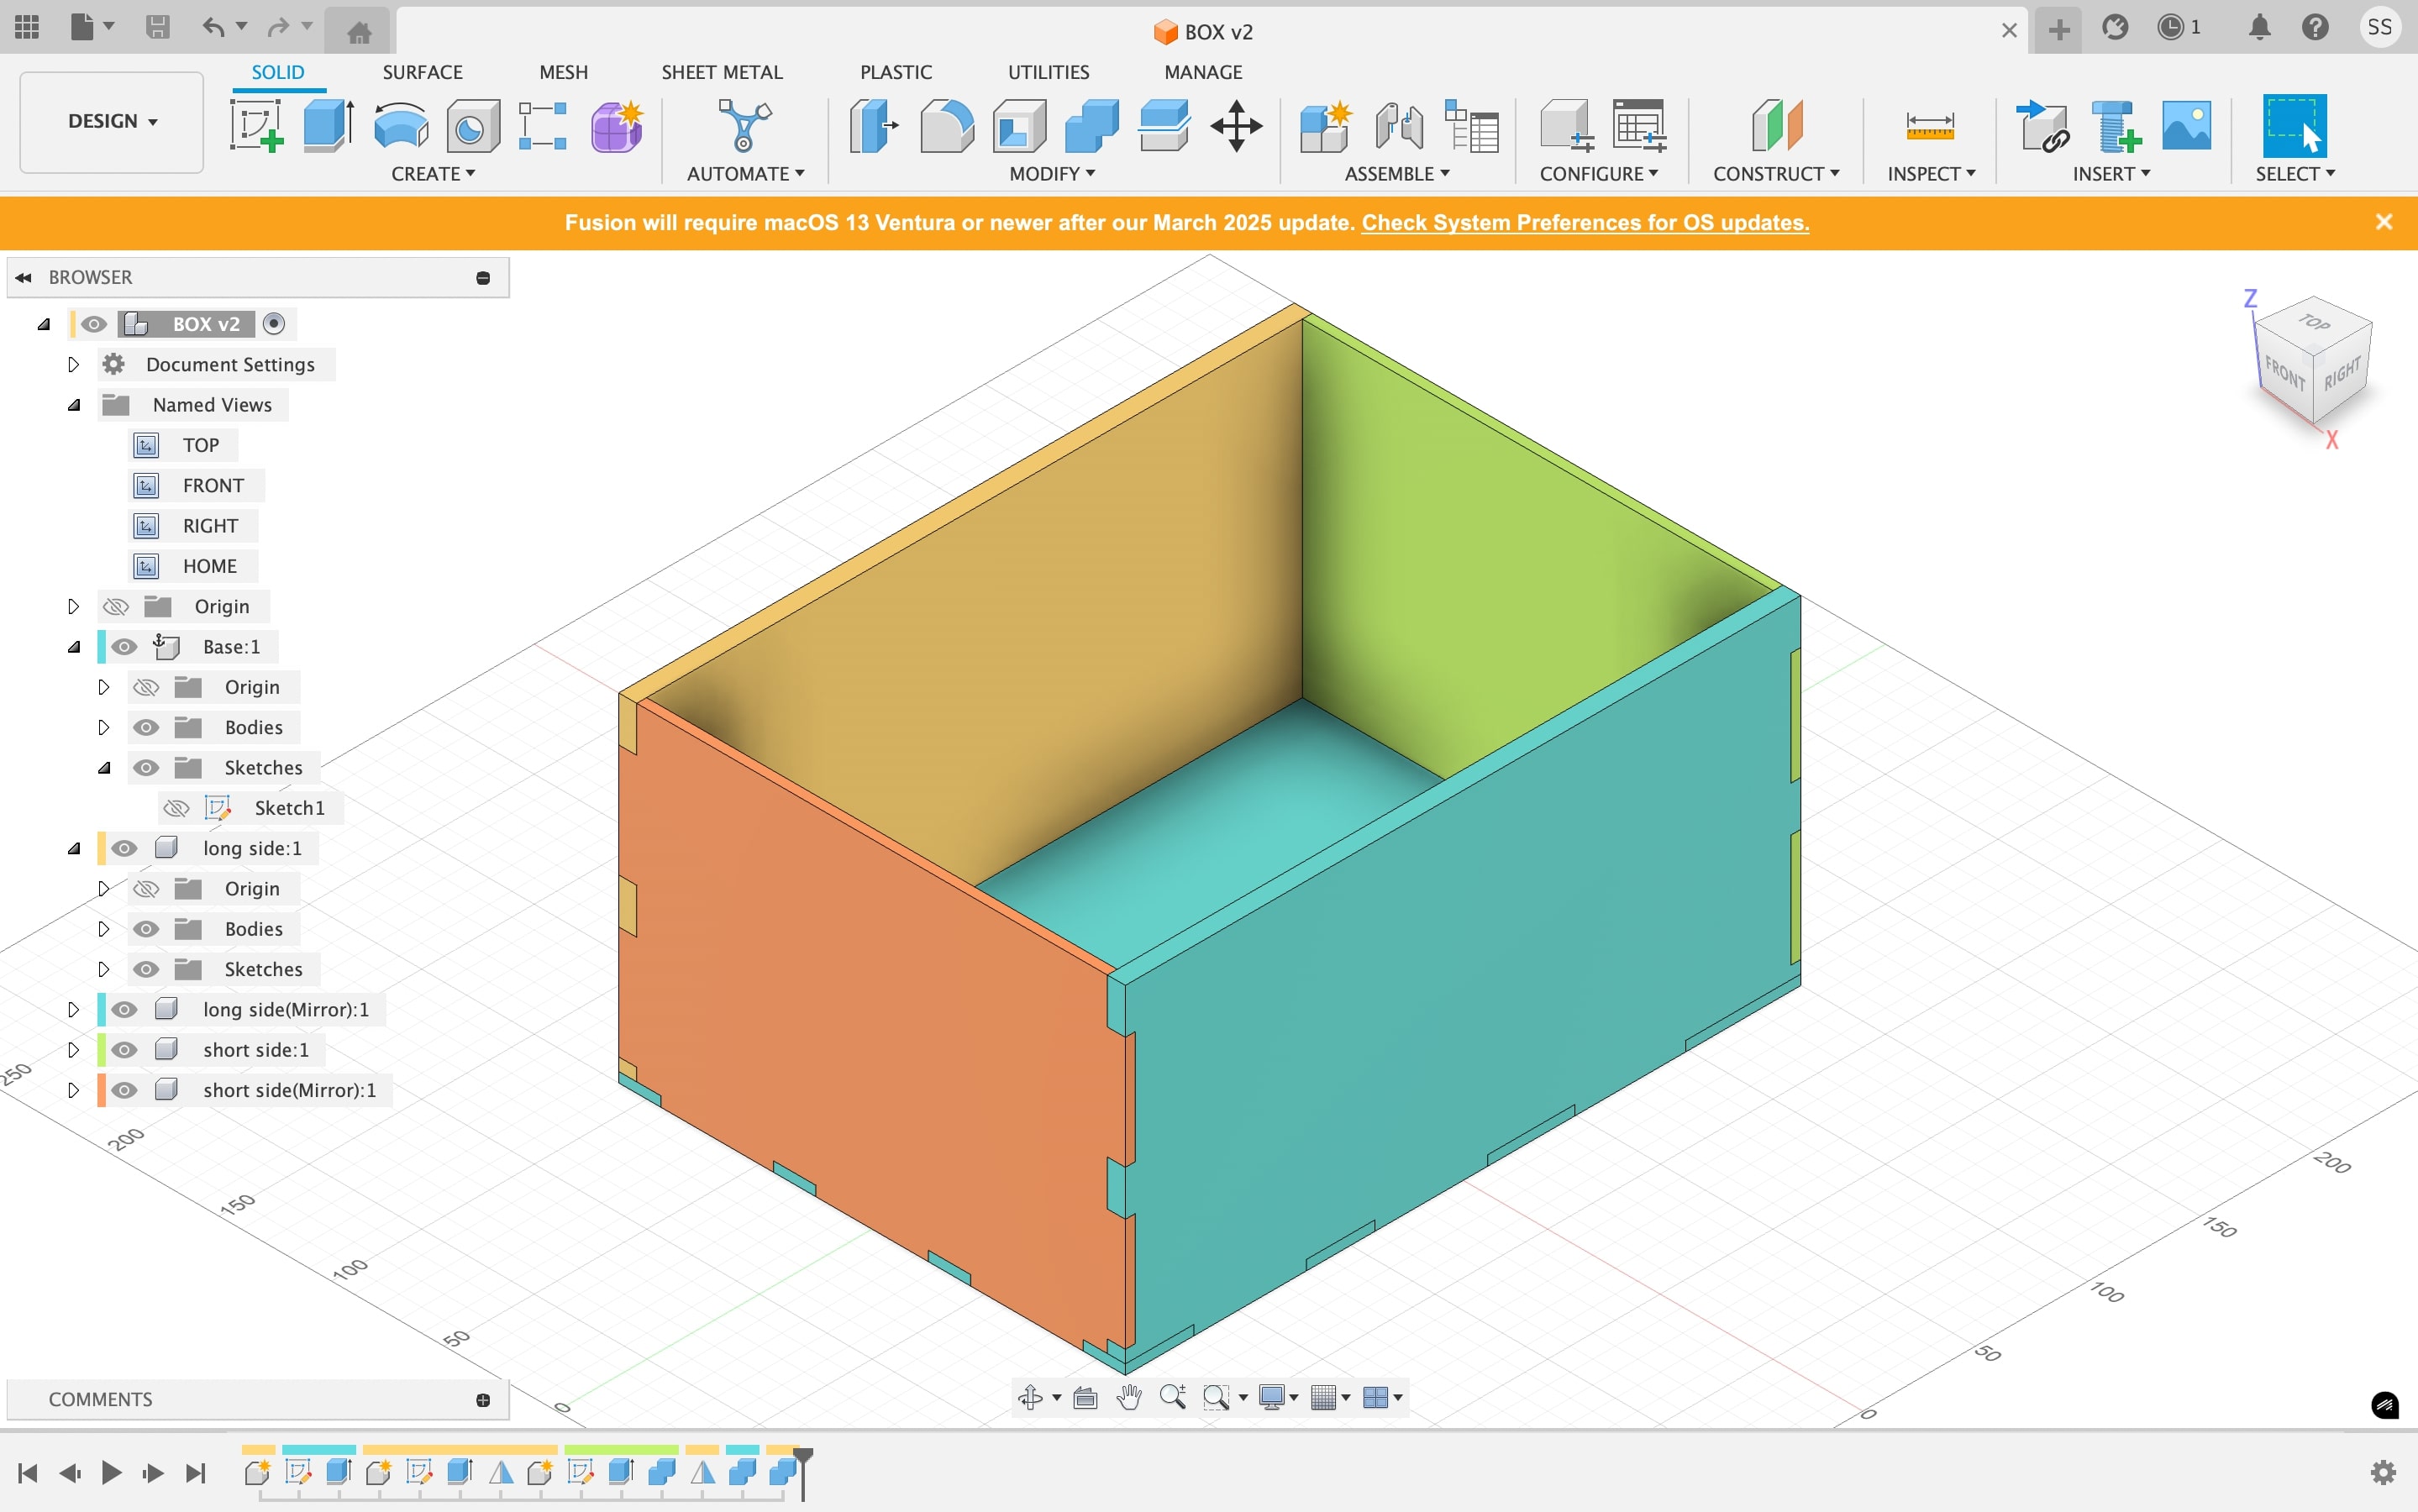 BOX v2
1
SS
DESIGN
SOLID
SURFACE
MESH
SHEET METAL
PLASTIC
UTILITIES
MANAGE
CREATE
AUTOMATE
MODIFY
ASSEMBLE
CONFIGURE
CONSTRUCT
INSPECT
INSERT
SELECT
Fusion will require macOS 13 Ventura or newer after our March 2025 update. Check System Preferences for OS updates.
BROWSER
BOX v2
Document Settings
Named Views
TOP
FRONT
RIGHT
HOME
Origin
Base:1
Origin
Bodies
Sketches
Sketch1
long side:1
Origin
Bodies
Sketches
long side(Mirror):1
short side:1
short side(Mirror):1
Z
TOP
FRONT
RIGHT
X
250
200
150
100
50
0
200
150
100
50
0
COMMENTS